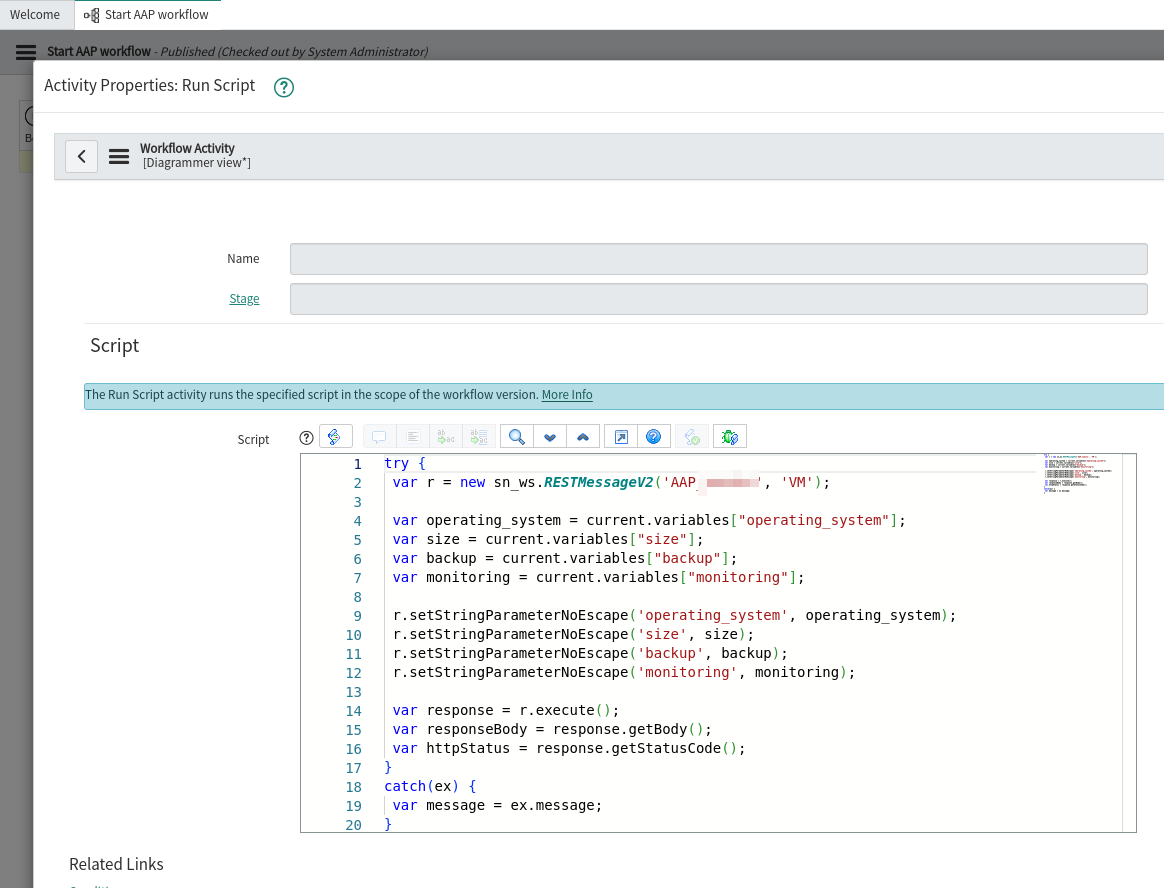 Welcome
Start AAP workflow
Start AAP workflow - Published (Checked out by System Administrator)
Activity Properties: Run Script ?
Workflow Activity
[Diagrammer view*]
Name
Stage
Script
The Run Script activity runs the specified script in the scope of the workflow version. More Info
Script
1 try {
2 var r = new sn_ws.RESTMessageV2('AAP_ ', 'VM');
3
4 var operating_system = current.variables["operating_system"];
5 var size = current.variables["size"];
6 var backup = current.variables["backup"];
7 var monitoring = current.variables["monitoring"];
8
9 r.setStringParameterNoEscape('operating_system', operating_system);
10 r.setStringParameterNoEscape('size', size);
11 r.setStringParameterNoEscape('backup', backup);
12 r.setStringParameterNoEscape('monitoring', monitoring);
13
14 var response = r.execute();
15 var responseBody = response.getBody();
16 var httpStatus = response.getStatusCode();
17 }
18 catch(ex) {
19 var message = ex.message;
20 }
Related Links